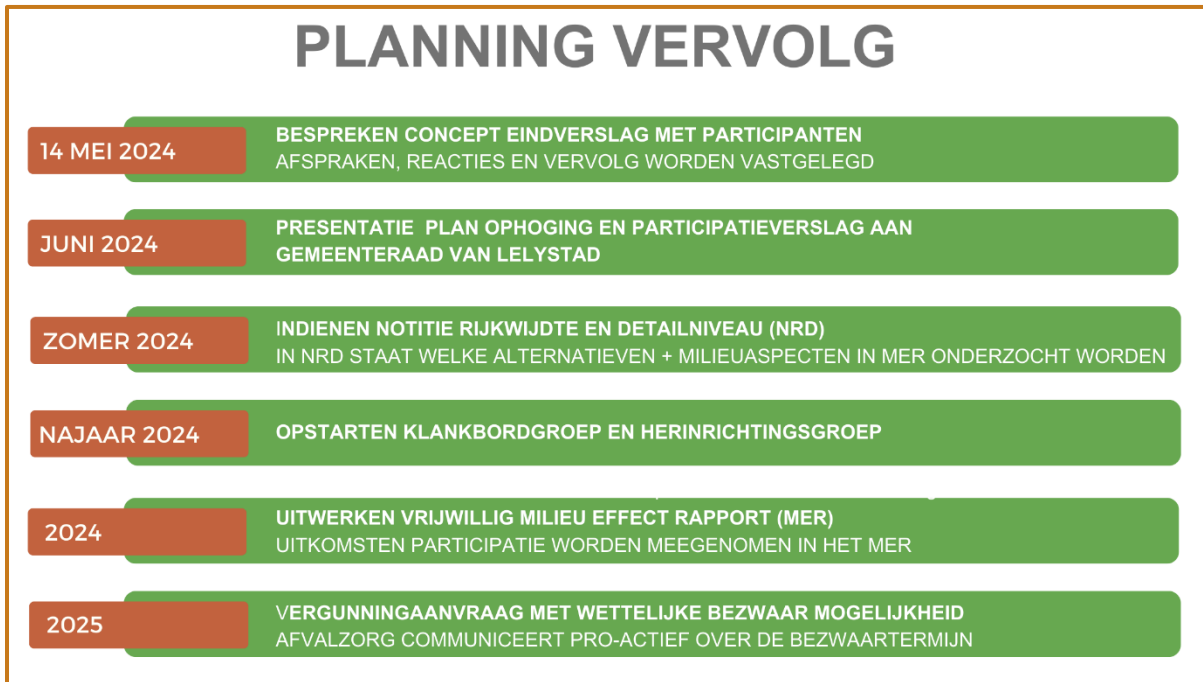 PLANNING VERVOLG
14 MEI 2024
BESPREKEN CONCEPT EINDVERSLAG MET PARTICIPANTEN
AFSPRAKEN, REACTIES EN VERVOLG WORDEN VASTGELEGD
JUNI 2024
PRESENTATIE PLAN OPHOGING EN PARTICIPATIEVERSLAG AAN
GEMEENTERAAD VAN LELYSTAD
ZOMER 2024
INDIENEN NOTITIE RIJKWIJDTE EN DETAILNIVEAU (NRD)
IN NRD STAAT WELKE ALTERNATIEVEN + MILIEUASPECTEN IN MER ONDERZOCHT WORDEN
NAJAAR 2024
OPSTARTEN KLANKBORDGROEP EN HERINRICHTINGSGROEP
2024
UITWERKEN VRIJWILLIG MILIEU EFFECT RAPPORT (MER)
UITKOMSTEN PARTICIPATIE WORDEN MEEGENOMEN IN HET MER
2025
VERGUNNINGAANVRAAG MET WETTELIJKE BEZWAAR MOGELIJKHEID
AFVALZORG COMMUNICEERT PRO-ACTIEF OVER DE BEZWAARTERMIJN